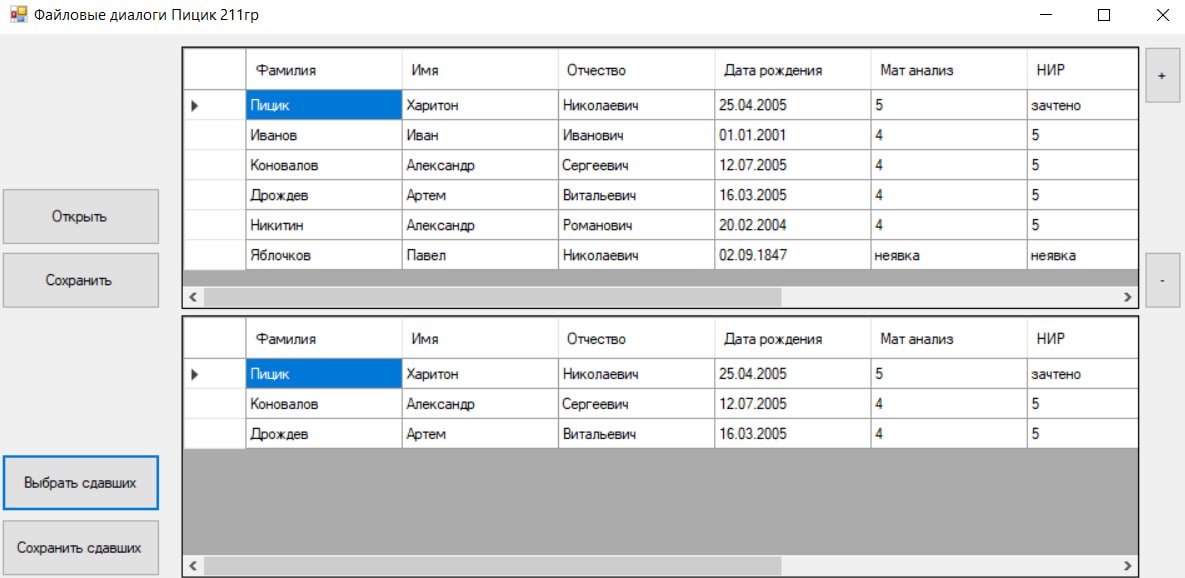 Файловые диалоги Пицик 211гр
Фамилия Имя Отчество Дата рождения Мат анализ НИР
+
Пицик Харитон Николаевич 25.04.2005 5 зачтено
Иванов Иван Иванович 01.01.2001 4 5
Коновалов Александр Сергеевич 12.07.2005 4 5
Дрождев Артем Витальевич 16.03.2005 4 5
Открыть
Никитин Александр Романович 20.02.2004 4 5
Яблочков Павел Николаевич 02.09.1847 неявка неявка
Сохранить
-
Фамилия Имя Отчество Дата рождения Мат анализ НИР
Пицик Харитон Николаевич 25.04.2005 5 зачтено
Коновалов Александр Сергеевич 12.07.2005 4 5
Дрождев Артем Витальевич 16.03.2005 4 5
Выбрать сдавших
Сохранить сдавших